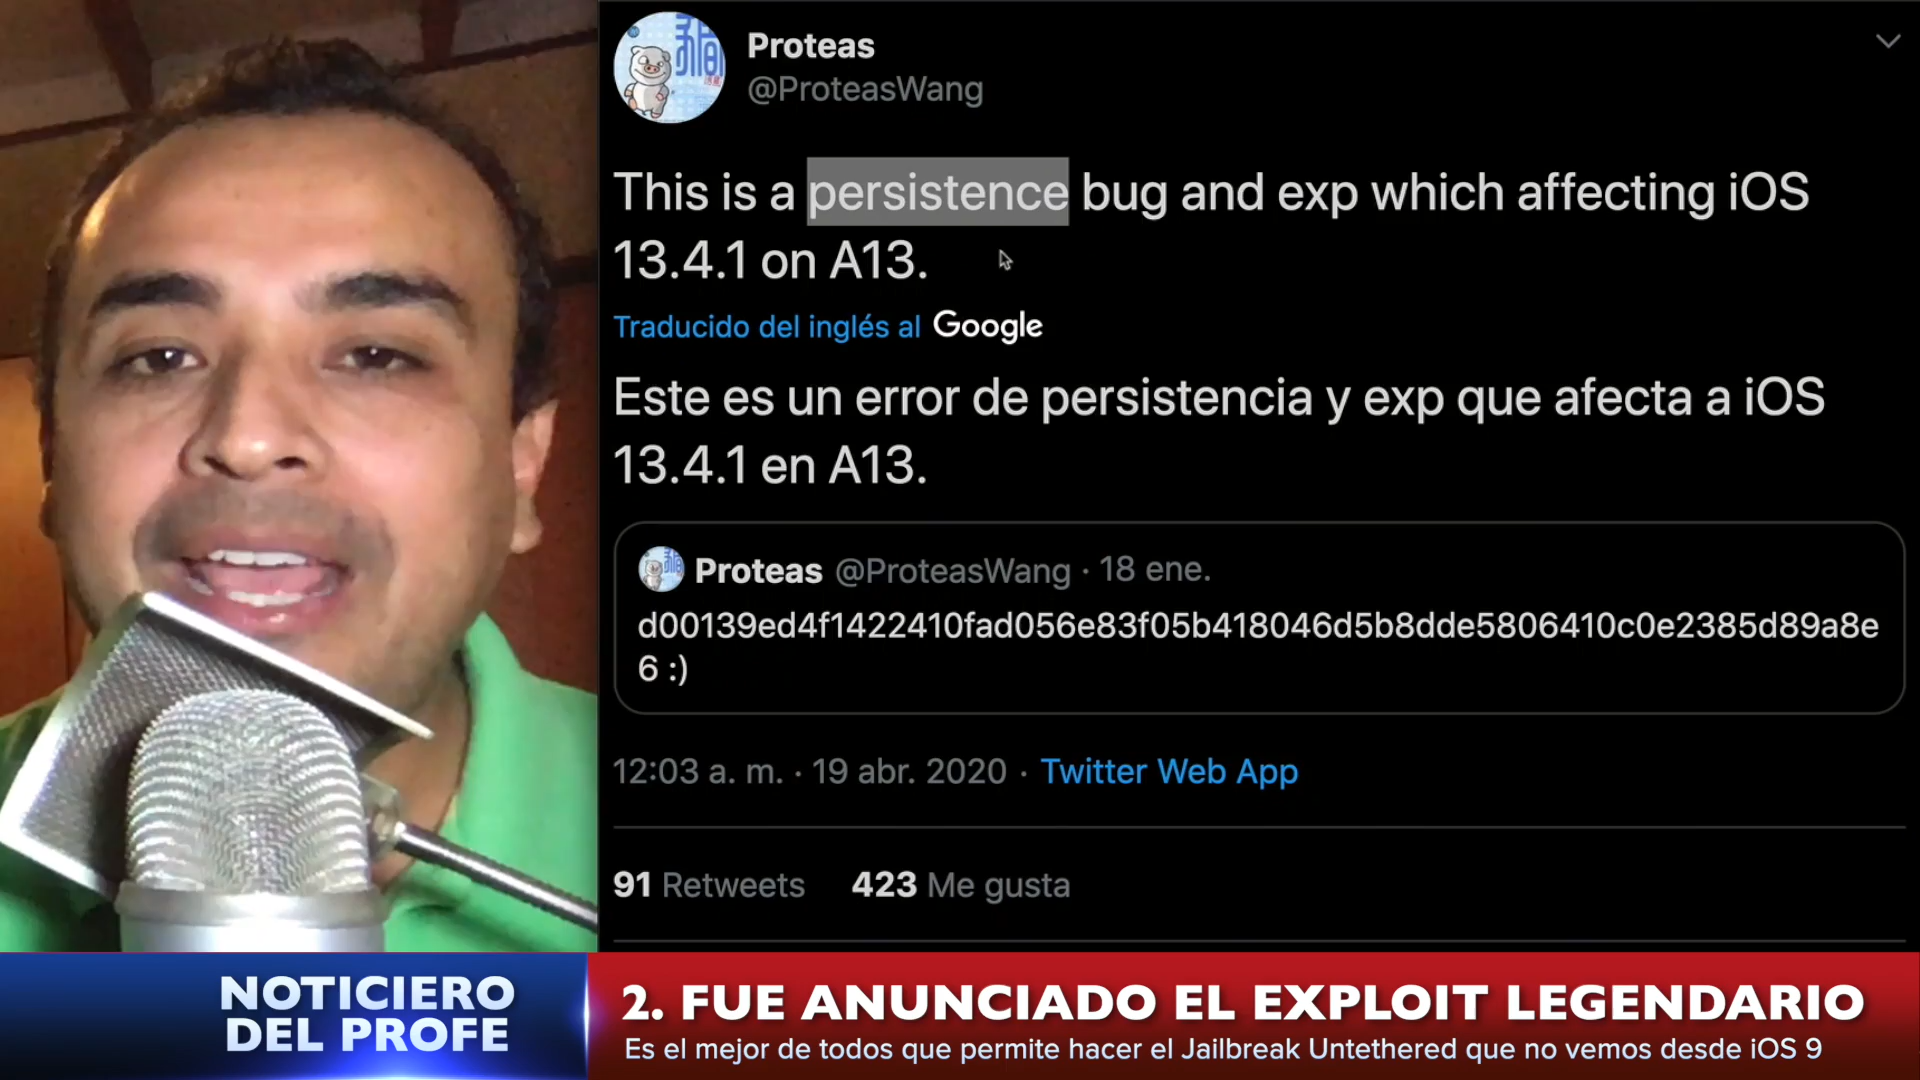 Proteas
@ProteasWang
This is a persistence bug and exp which affecting iOS
13.4.1 on A13.
Traducido del inglés al Google
Este es un error de persistencia y exp que afecta a iOS
13.4.1 en A13.
Proteas @ProteasWang · 18 ene.
d00139ed4f1422410fad056e83f05b418046d5b8dde5806410c0e2385d89a8e
6 :)
12:03 a. m. · 19 abr. 2020 · Twitter Web App
91 Retweets 423 Me gusta
NOTICIERO
DEL PROFE
2. FUE ANUNCIADO EL EXPLOIT LEGENDARIO
Es el mejor de todos que permite hacer el Jailbreak Untethered que no vemos desde iOS 9